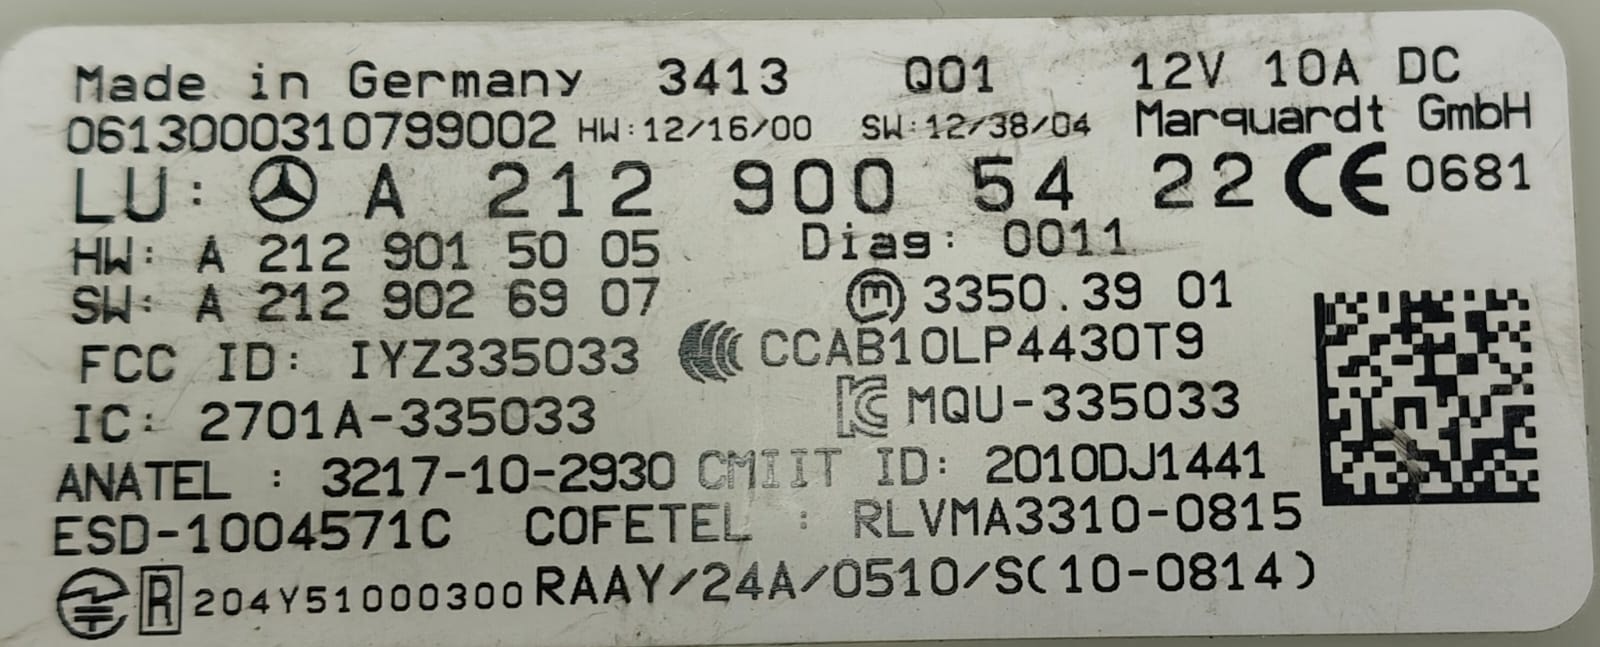 Made in Germany 3413 Q01 12V 10A DC
0613000310799002 HW:12/16/00 SW:12/38/04 Marquardt GmbH
LU: A 212 900 54 22 CE 0681
HW: A 212 901 50 05 Diag: 0011
SW: A 212 902 69 07 m 3350.39 01
FCC ID: IYZ335033 CCAB10LP4430T9
IC: 2701A-335033 MQU-335033
ANATEL : 3217-10-2930 CMIIT ID: 2010DJ1441
ESD-1004571C COFETEL : RLVMA3310-0815
R 204Y51000300 RAAY/24A/0510/S(10-0814)